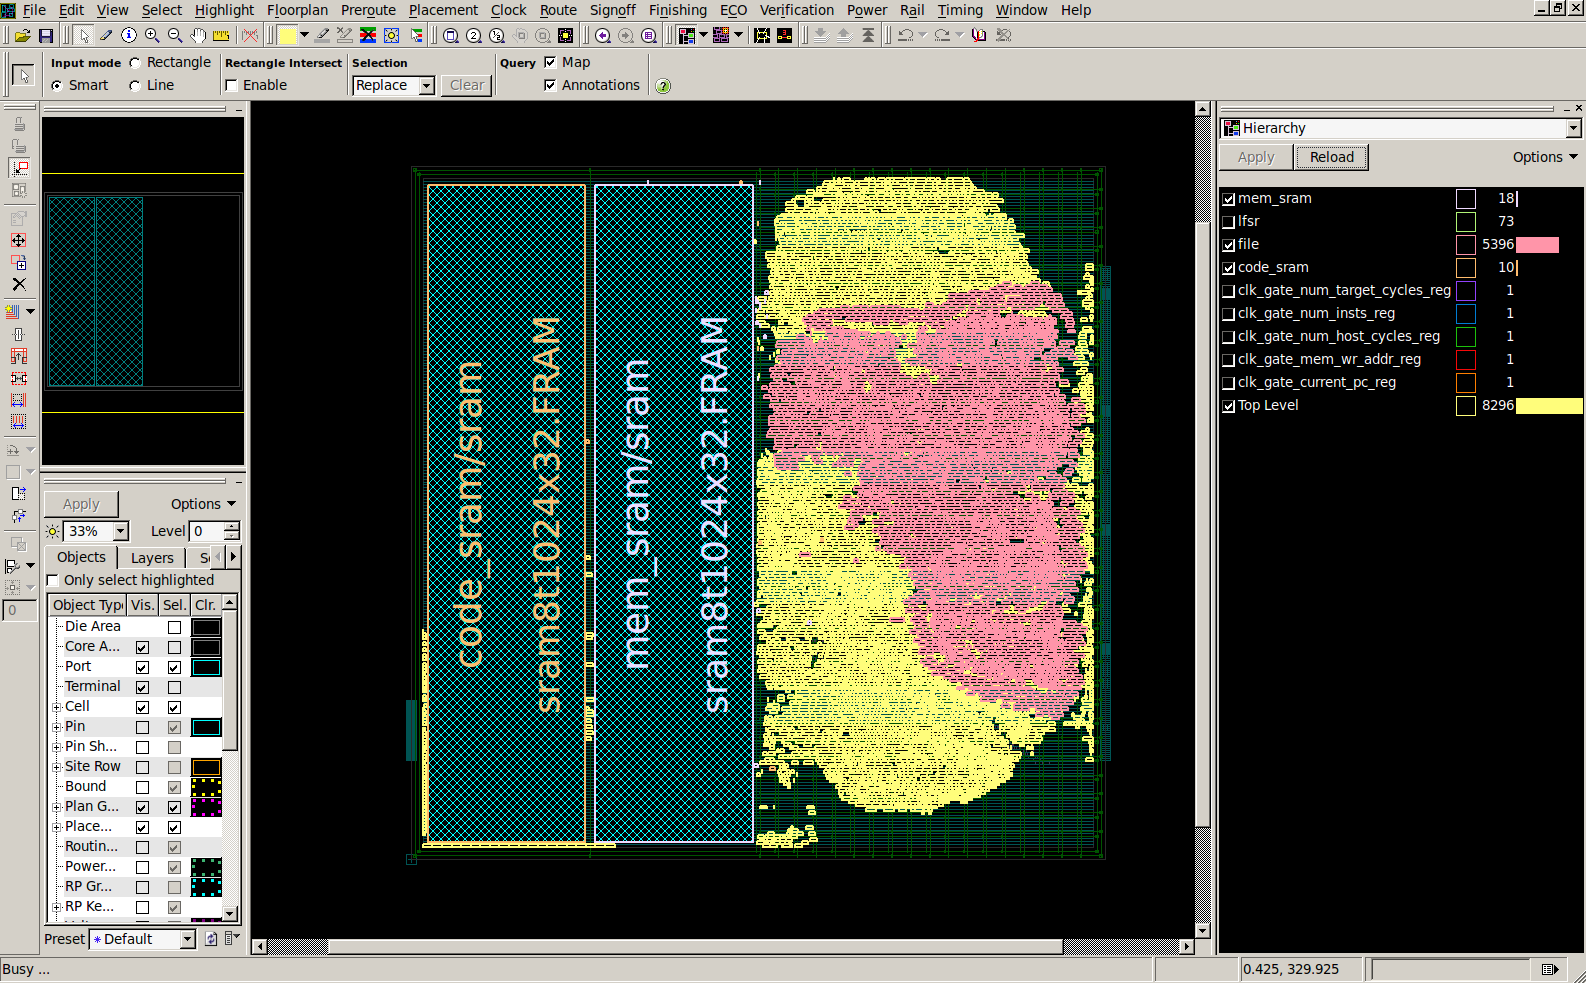 File Edit View Select Highlight Floorplan Preroute Placement Clock Route Signoff Finishing ECO Verification Power Rail Timing Window Help
Input mode Rectangle Rectangle Intersect Selection Query Map
Smart Line Enable Replace Clear Annotations
Hierarchy
Apply Reload Options
mem_sram 18
lfsr 73
file 5396
code_sram 10
clk_gate_num_target_cycles_reg 1
clk_gate_num_insts_reg 1
clk_gate_num_host_cycles_reg 1
clk_gate_mem_wr_addr_reg 1
clk_gate_current_pc_reg 1
Top Level 8296
code_sram/sram
sram8t1024x32.FRAM
mem_sram/sram
sram8t1024x32.FRAM
Apply Options
33% Level 0
Objects Layers
Only select highlighted
0
Object Type Vis. Sel. Clr.
Die Area
Core A...
Port
Terminal
Cell
Pin
Pin Sh...
Site Row
Bound
Plan G...
Place...
Routin...
Power...
RP Gr...
RP Ke...
Preset Default
Busy ... 0.425, 329.925